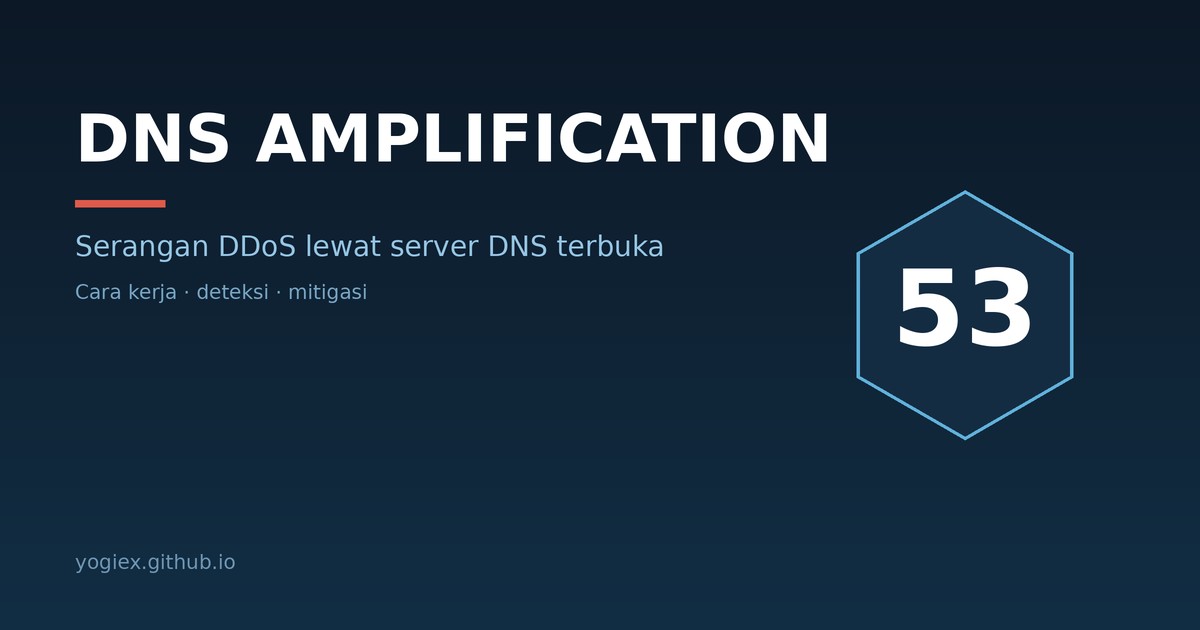 DNS AMPLIFICATION
Serangan DDoS lewat server DNS terbuka
Cara kerja · deteksi · mitigasi
53
yogiex.github.io